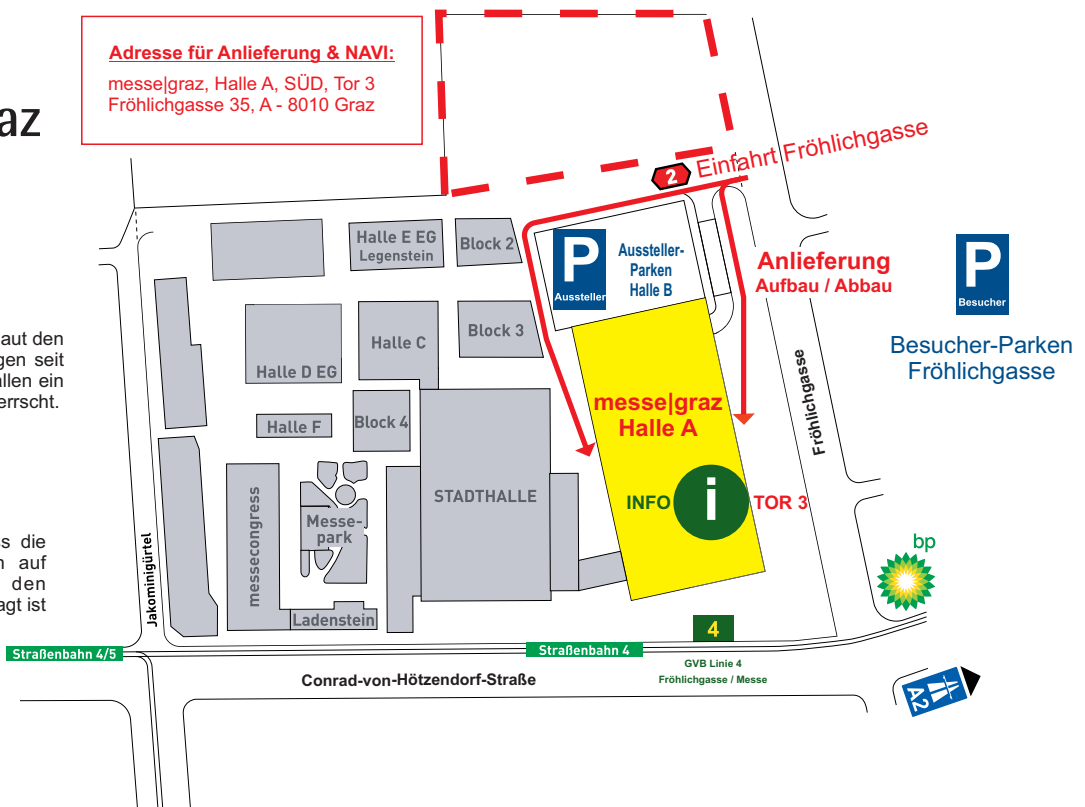 Adresse für Anlieferung & NAVI:
messe|graz, Halle A, SÜD, Tor 3
Fröhlichgasse 35, A - 8010 Graz
az
2
Einfahrt Fröhlichgasse
Halle E EG
Legenstein
Block 2
P
Aussteller
Aussteller-
Parken
Halle B
Anlieferung
Aufbau / Abbau
P
Besucher
Besucher-Parken
Fröhlichgasse
aut den
gen seit
allen ein
errscht.
Halle D EG
Halle C
Block 3
Halle F
Block 4
messe|graz
Halle A
Fröhlichgasse
STADTHALLE
INFO
i
TOR 3
messecongress
Messe-
park
Ladenstein
Jakominigürtel
s die
n auf
den
agt ist
bp
Straßenbahn 4/5
Straßenbahn 4
4
GVB Linie 4
Fröhlichgasse / Messe
Conrad-von-Hötzendorf-Straße
A2